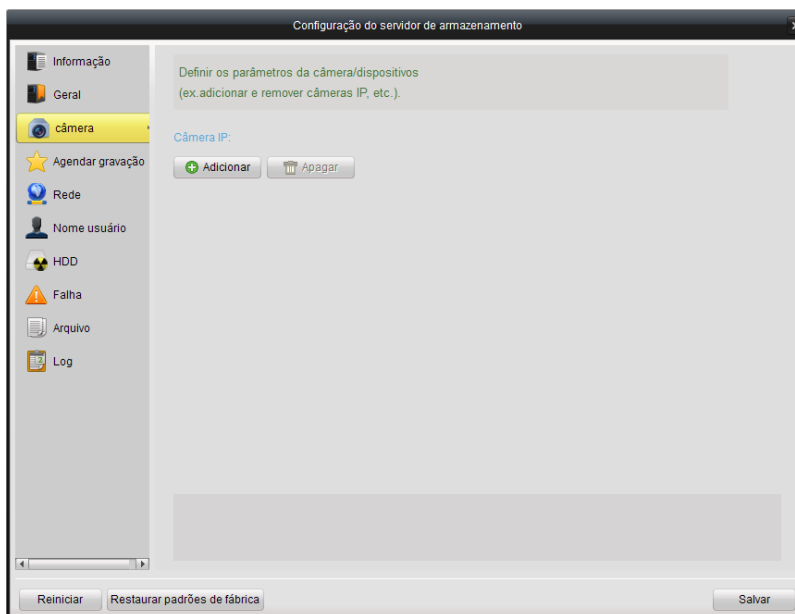 Configuração do servidor de armazenamento
Informação
Geral
câmera
Agendar gravação
Rede
Nome usuário
HDD
Falha
Arquivo
Log
Definir os parâmetros da câmera/dispositivos
(ex.adicionar e remover câmeras IP, etc.).
Câmera IP:
Adicionar
Apagar
Reiniciar
Restaurar padrões de fábrica
Salvar